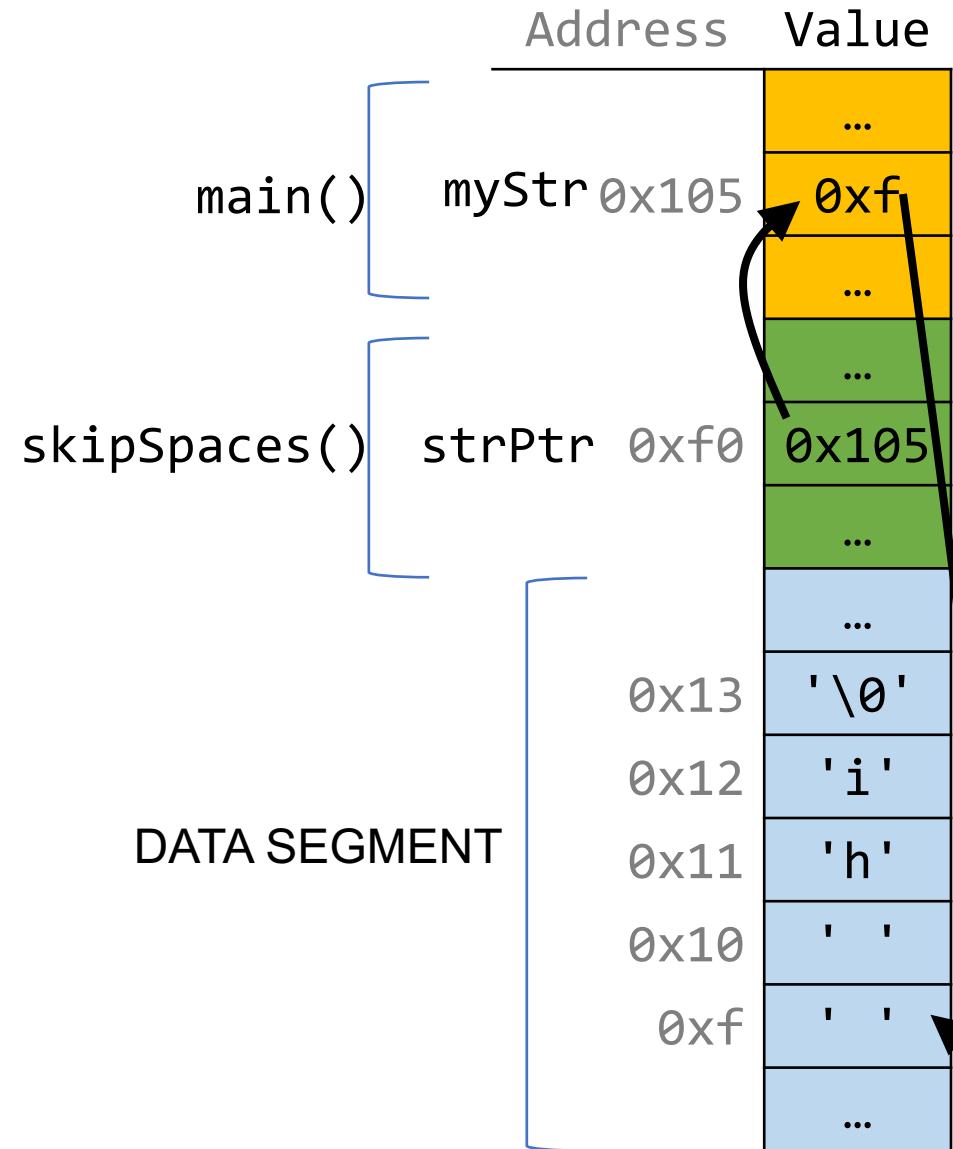 Address Value
…
main() myStr 0x105 0xf
…
…
skipSpaces() strPtr 0xf0 0x105
…
…
0x13 '\0'
0x12 'i'
DATA SEGMENT
0x11 'h'
0x10 ' '
0xf ' '
…